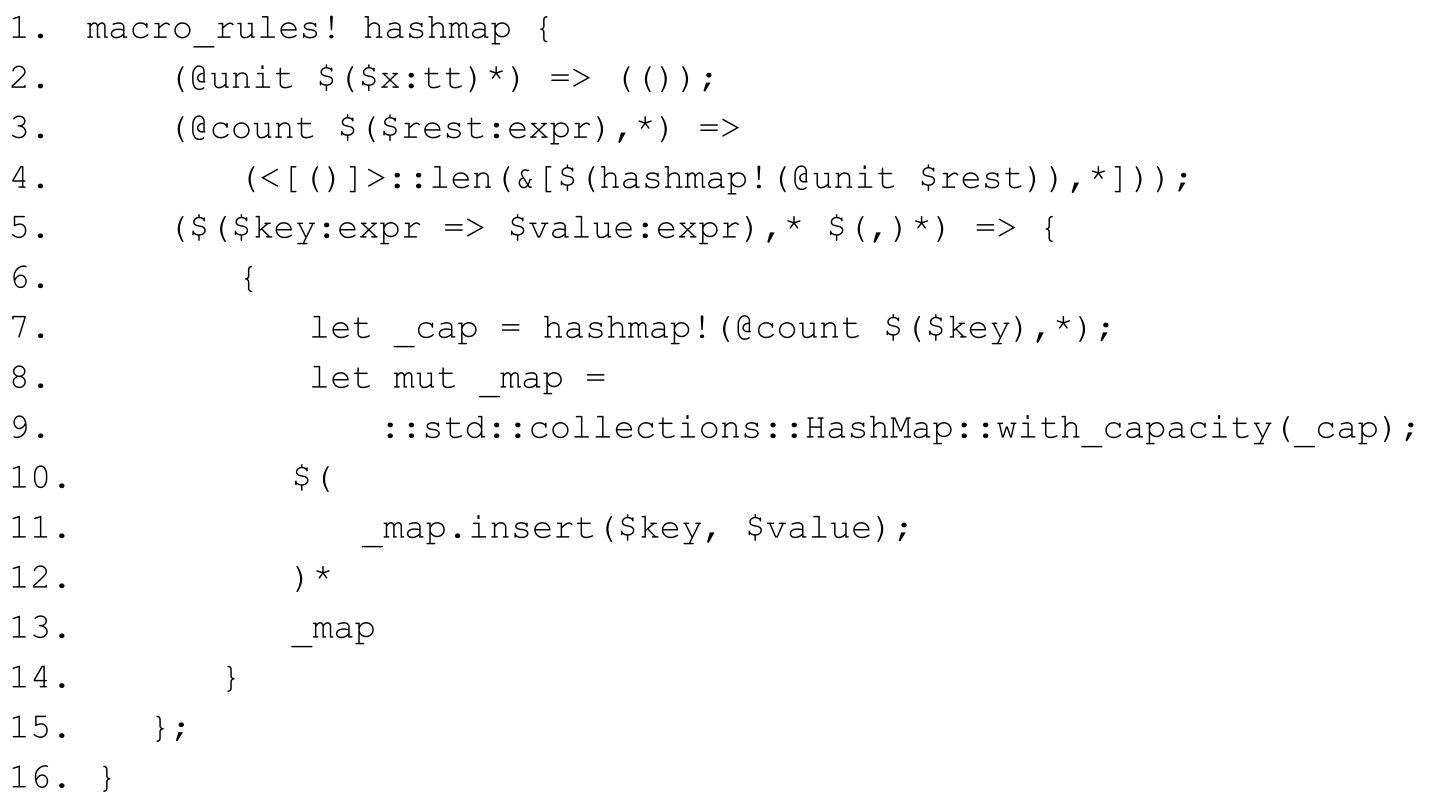 1. macro_rules! hashmap {
2.     (@unit $($x:tt)*) => (());
3.     (@count $($rest:expr),*) =>
4.         (<[()]>::len(&[$(hashmap!(@unit $rest)),*]));
5.     ($($key:expr => $value:expr),* $(,)*) => {
6.         {
7.             let _cap = hashmap!(@count $($key),*);
8.             let mut _map =
9.                 ::std::collections::HashMap::with_capacity(_cap);
10.            $(
11.                _map.insert($key, $value);
12.            )*
13.            _map
14.        }
15.    };
16. }